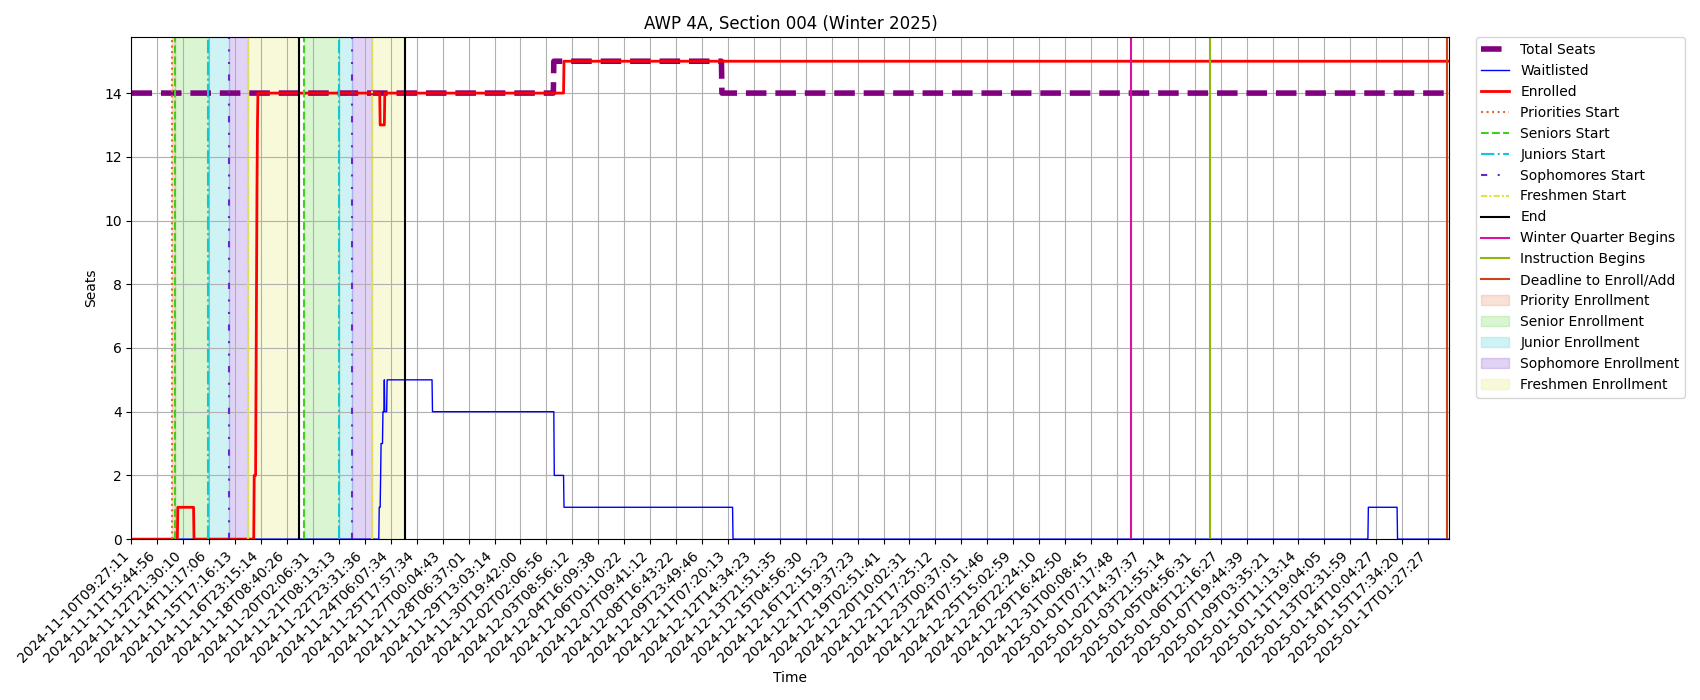 AWP 4A, Section 004 (Winter 2025)
Seats
14
12
10
8
6
4
2
0
2024-11-10T09:27:11
2024-11-11T15:44:56
2024-11-12T21:30:10
2024-11-14T11:17:06
2024-11-15T17:16:13
2024-11-16T23:15:14
2024-11-18T08:40:26
2024-11-20T02:06:31
2024-11-21T08:13:13
2024-11-22T23:31:36
2024-11-24T06:07:34
2024-11-25T17:57:34
2024-11-27T00:04:43
2024-11-28T06:37:01
2024-11-29T13:03:14
2024-11-30T19:42:00
2024-12-02T02:06:56
2024-12-03T08:56:12
2024-12-04T16:09:38
2024-12-06T01:10:22
2024-12-07T09:41:12
2024-12-08T16:43:22
2024-12-09T23:49:46
2024-12-11T07:20:13
2024-12-12T14:34:23
2024-12-13T21:51:35
2024-12-15T04:56:30
2024-12-16T12:15:23
2024-12-17T19:37:23
2024-12-19T02:51:41
2024-12-20T10:02:31
2024-12-21T17:25:12
2024-12-23T00:37:01
2024-12-24T07:51:46
2024-12-25T15:02:59
2024-12-26T22:24:10
2024-12-29T16:42:50
2024-12-31T00:08:45
2025-01-01T07:17:48
2025-01-02T14:37:37
2025-01-03T21:55:14
2025-01-05T04:56:31
2025-01-06T12:16:27
2025-01-07T19:44:39
2025-01-09T03:35:21
2025-01-10T11:13:14
2025-01-11T19:04:05
2025-01-13T02:31:59
2025-01-14T10:04:27
2025-01-15T17:34:20
2025-01-17T01:27:27
Time
Total Seats
Waitlisted
Enrolled
Priorities Start
Seniors Start
Juniors Start
Sophomores Start
Freshmen Start
End
Winter Quarter Begins
Instruction Begins
Deadline to Enroll/Add
Priority Enrollment
Senior Enrollment
Junior Enrollment
Sophomore Enrollment
Freshmen Enrollment